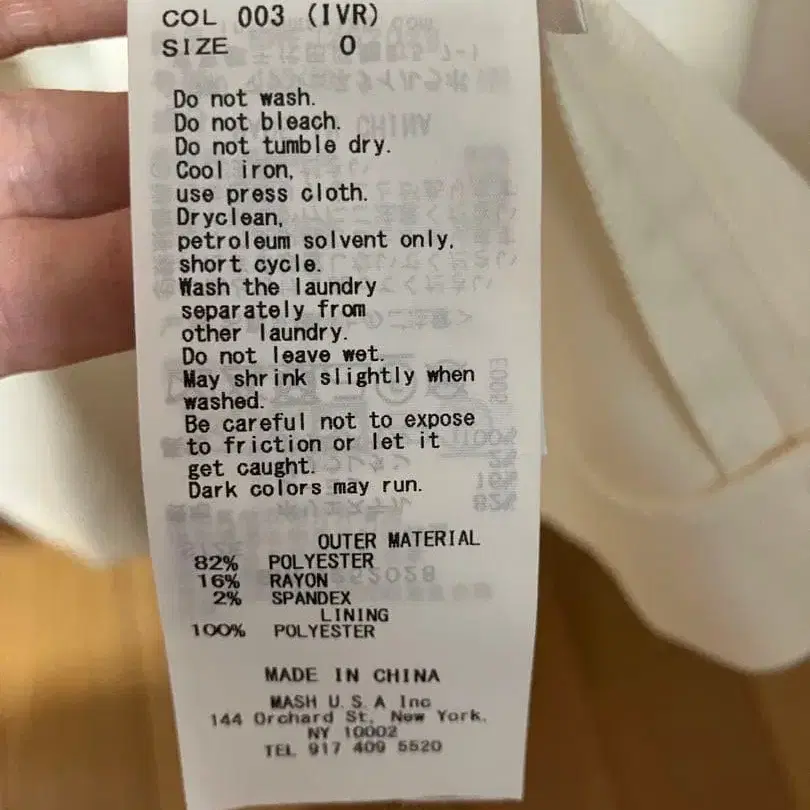 COL 003 (IVR)
SIZE 0
Do not wash.
Do not bleach.
Do not tumble dry.
Cool iron,
use press cloth.
Dryclean,
petroleum solvent only,
short cycle.
Wash the laundry
separately from
other laundry.
Do not leave wet.
May shrink slightly when
washed.
Be careful not to expose
to friction or let it
get caught.
Dark colors may run.
OUTER MATERIAL
82% POLYESTER
16% RAYON
2% SPANDEX
LINING
100% POLYESTER
MADE IN CHINA
MASH U.S.A Inc
144 Orchard St, New York,
NY 10002
TEL 917 409 5520